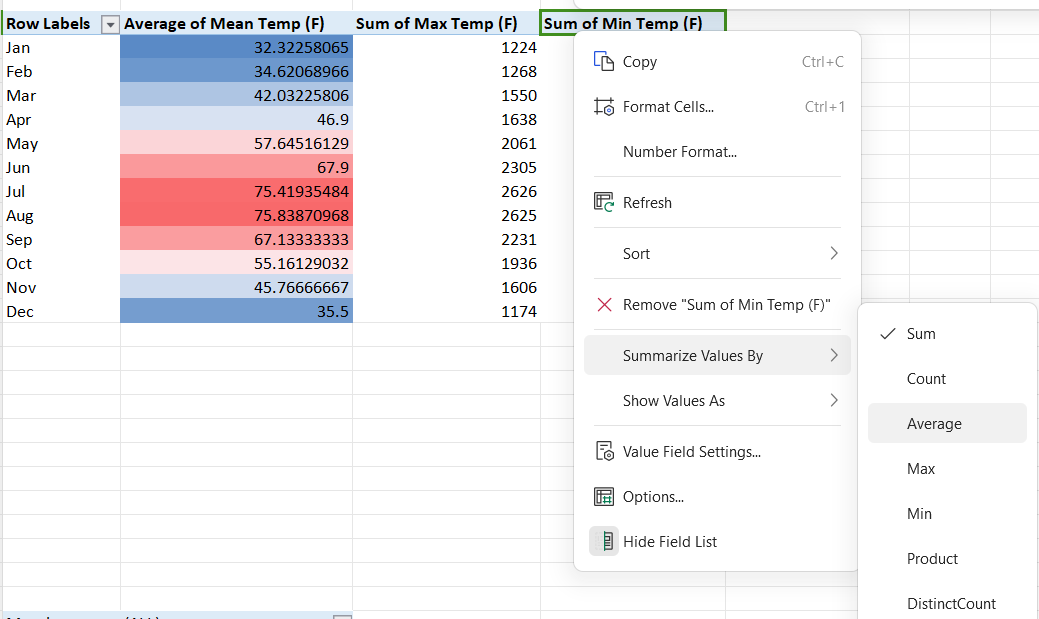 Row Labels Average of Mean Temp (F) Sum of Max Temp (F) Sum of Min Temp (F)
Jan 32.32258065 1224
Feb 34.62068966 1268
Mar 42.03225806 1550
Apr 46.9 1638
May 57.64516129 2061
Jun 67.9 2305
Jul 75.41935484 2626
Aug 75.83870968 2625
Sep 67.13333333 2231
Oct 55.16129032 1936
Nov 45.76666667 1606
Dec 35.5 1174
Copy Ctrl+C
Format Cells... Ctrl+1
Number Format...
Refresh
Sort
Remove "Sum of Min Temp (F)"
Summarize Values By
Show Values As
Value Field Settings...
Options...
Hide Field List
Sum
Count
Average
Max
Min
Product
DistinctCount